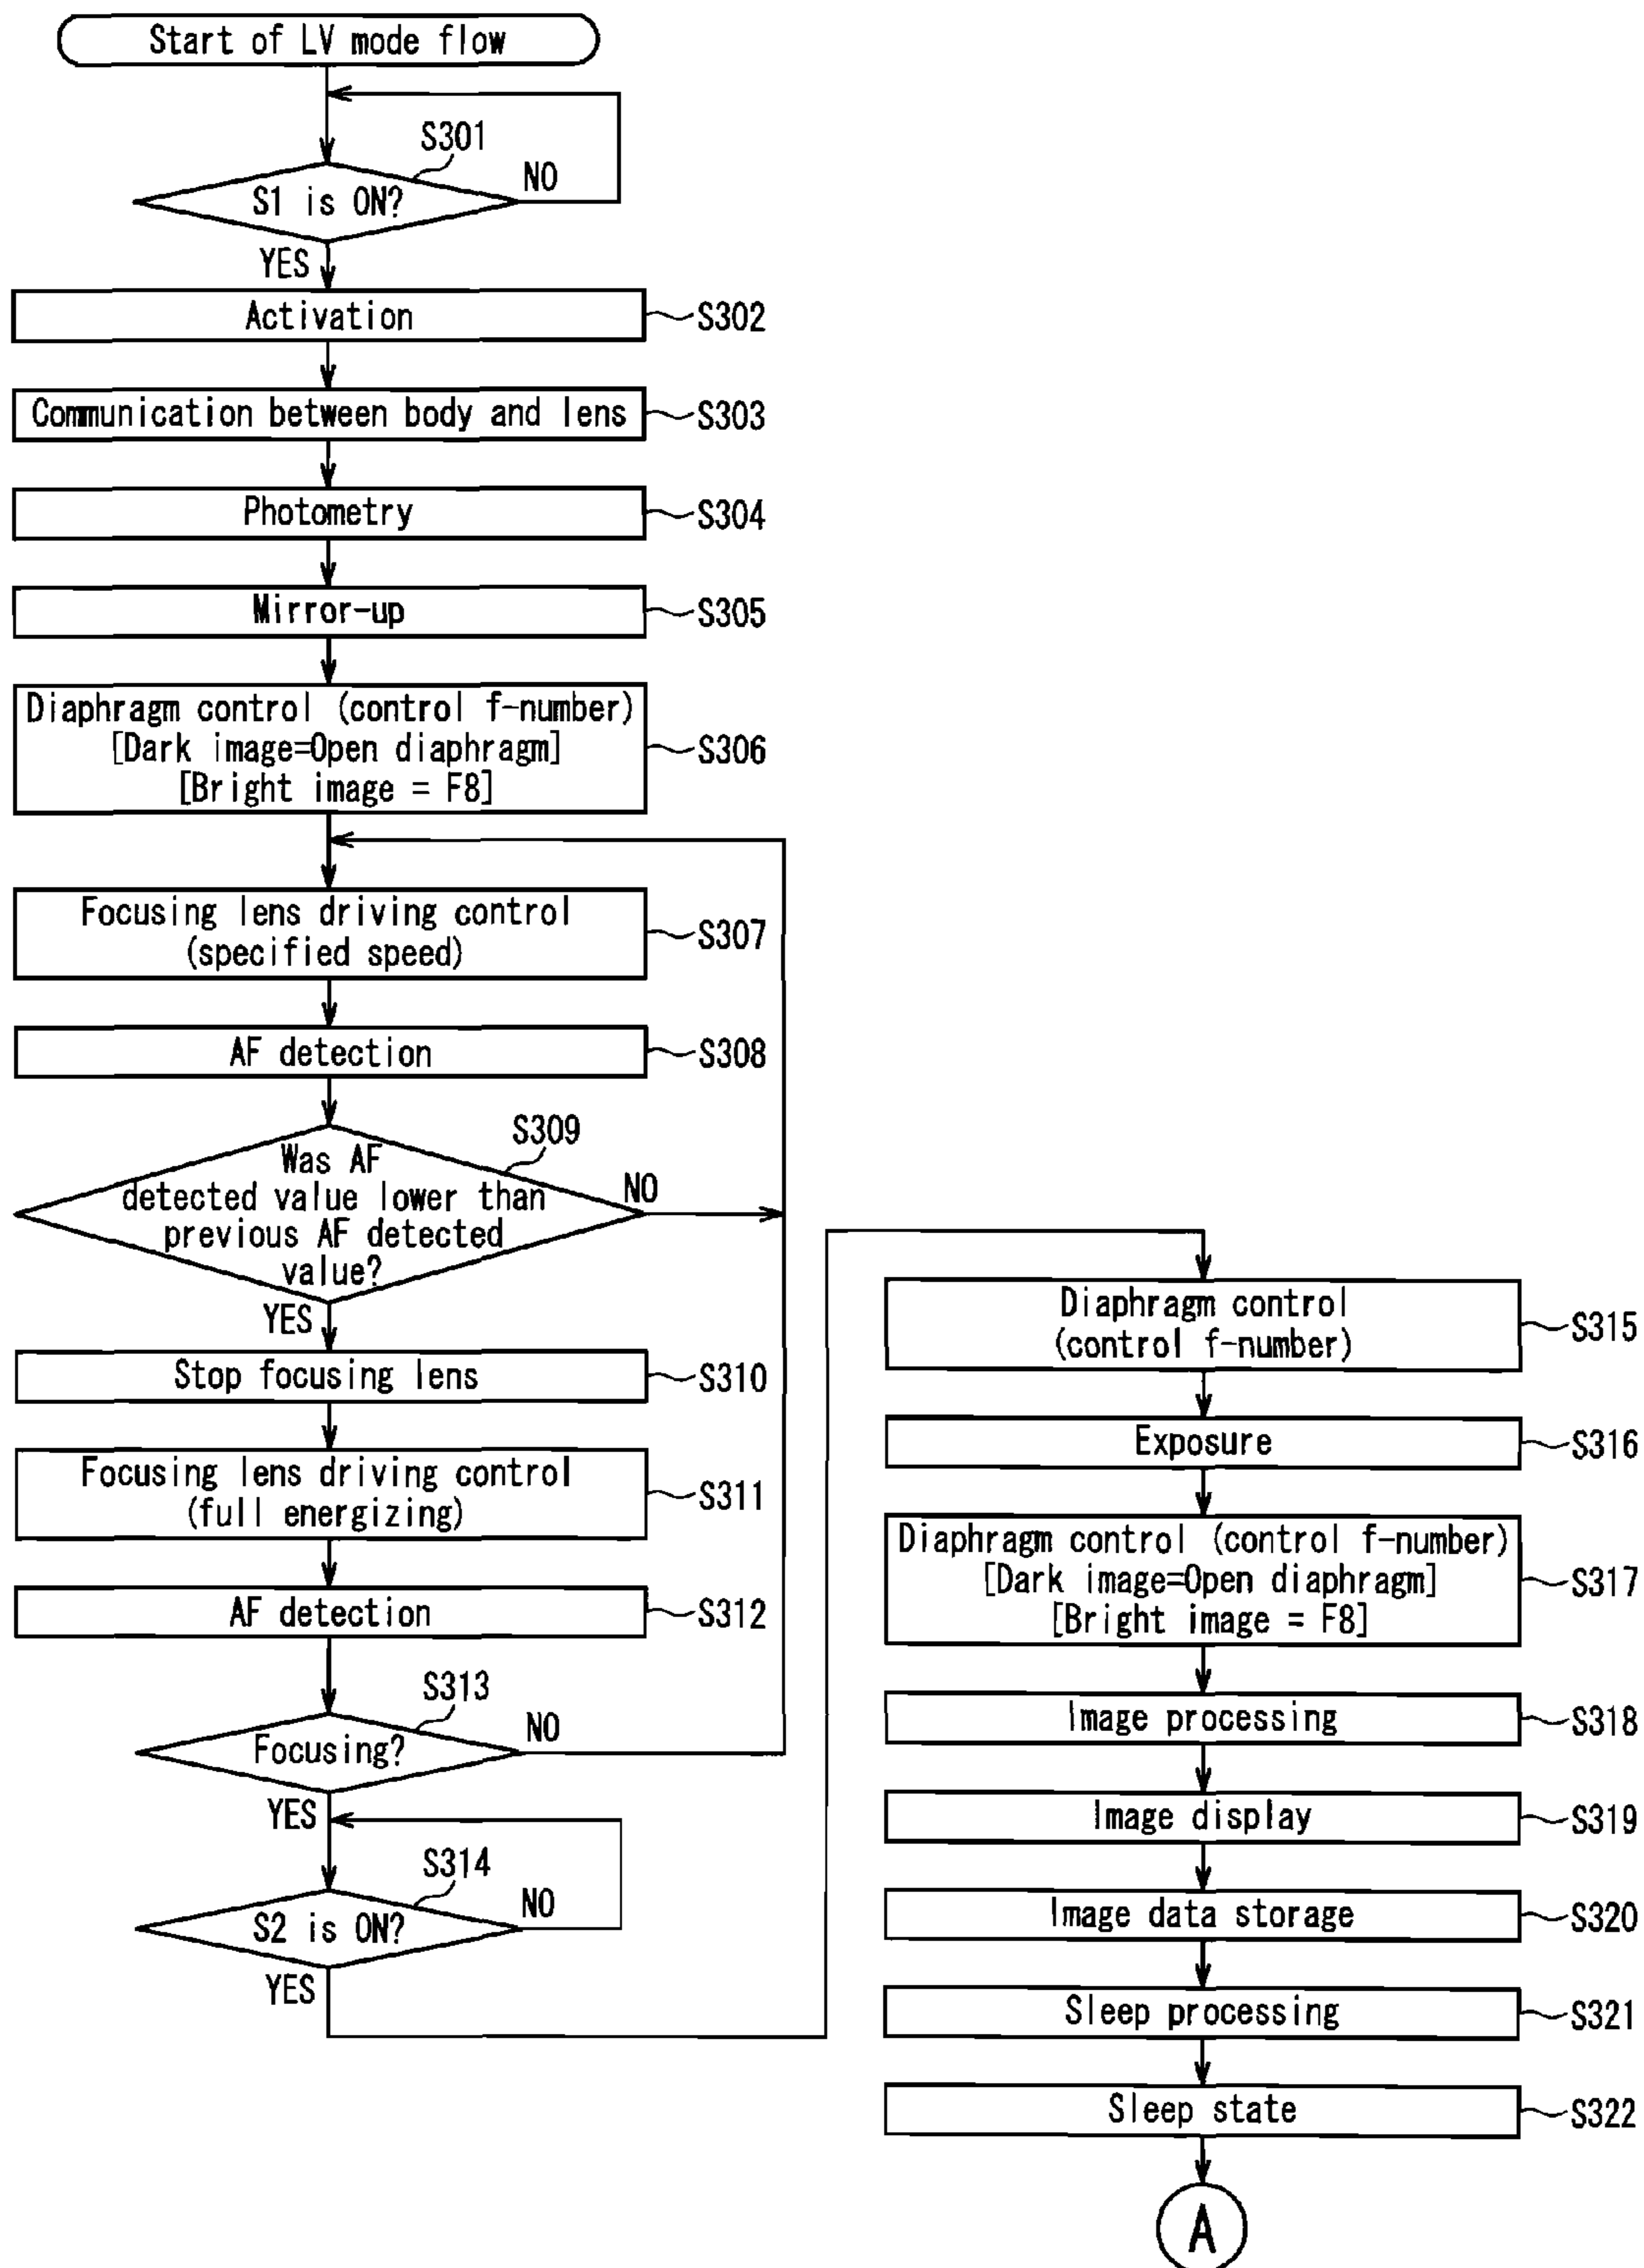 Start of LV mode flow
S301
S1 is ON?
NO
YES
Activation
S302
Communication between body and lens
S303
Photometry
S304
Mirror-up
S305
Diaphragm control (control f-number)
[Dark image=Open diaphragm]
[Bright image = F8]
S306
Focusing lens driving control
(specified speed)
S307
AF detection
S308
S309
Was AF
detected value lower than
previous AF detected
value?
NO
YES
Stop focusing lens
S310
Focusing lens driving control
(full energizing)
S311
AF detection
S312
S313
Focusing?
NO
YES
S314
S2 is ON?
NO
YES
Diaphragm control
(control f-number)
S315
Exposure
S316
Diaphragm control (control f-number)
[Dark image=Open diaphragm]
[Bright image = F8]
S317
Image processing
S318
Image display
S319
Image data storage
S320
Sleep processing
S321
Sleep state
S322
A